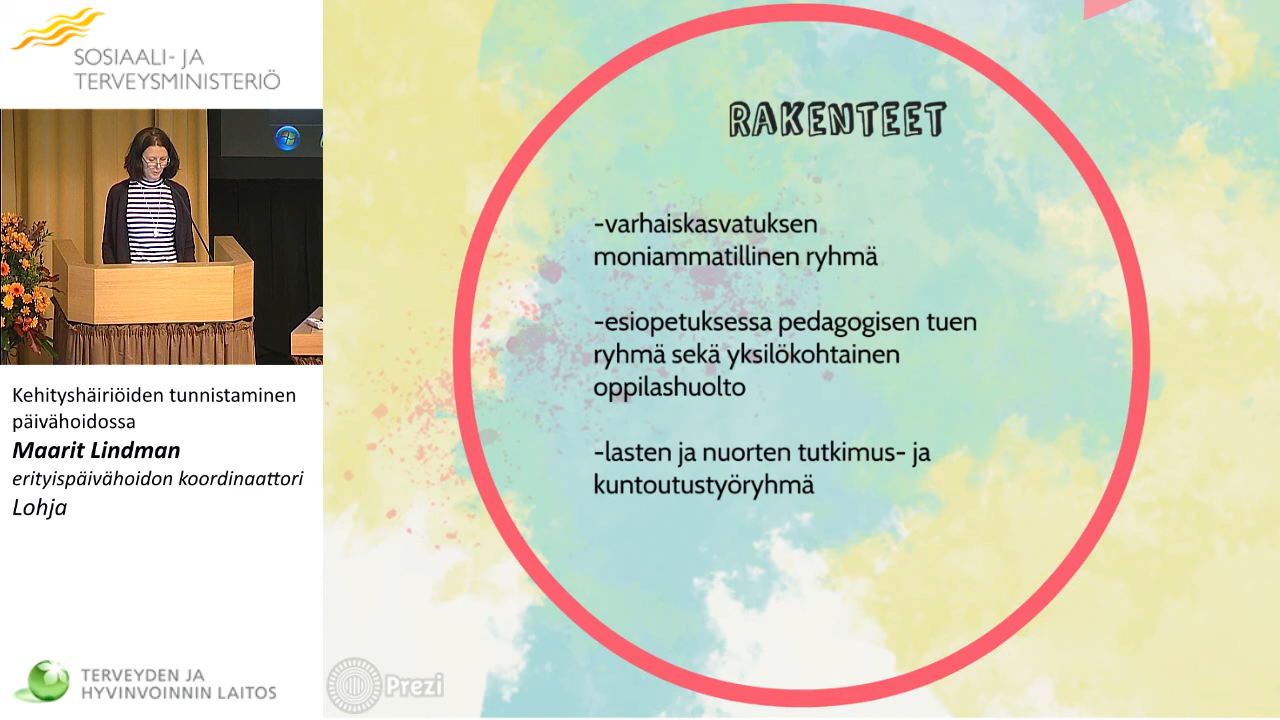 SOSIAALI- JA
TERVEYSMINISTERIÖ
Kehityshäiriöiden tunnistaminen
päivähoidossa
Maarit Lindman
erityispäivähoidon koordinaattori
Lohja
TERVEYDEN JA
HYVINVOINNIN LAITOS
RAKENTEET
-varhaiskasvatuksen
moniammatillinen ryhmä
-esiopetuksessa pedagogisen tuen
ryhmä sekä yksilökohtainen
oppilashuolto
-lasten ja nuorten tutkimus- ja
kuntoutustyöryhmä
Prezi